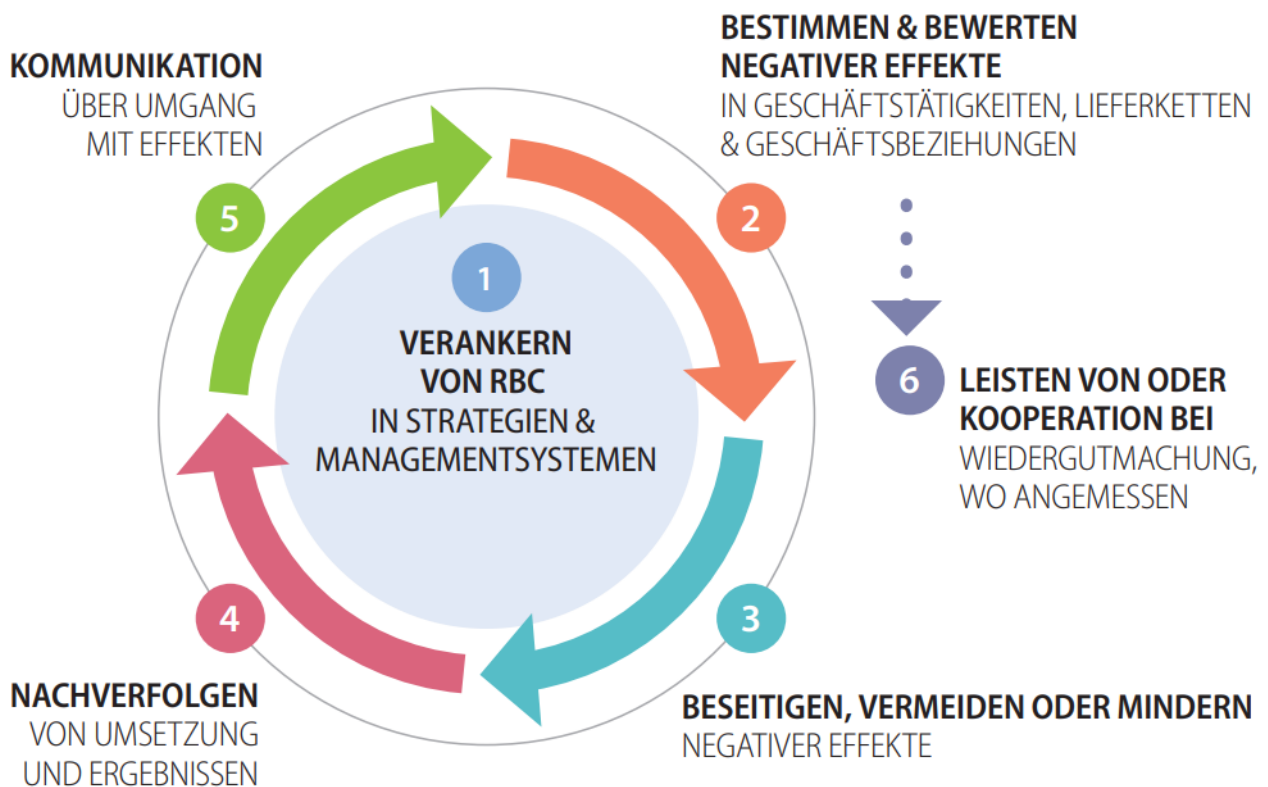 1
VERANKERN
VON RBC
IN STRATEGIEN &
MANAGEMENTSYSTEMEN
2
BESTIMMEN & BEWERTEN
NEGATIVER EFFEKTE
IN GESCHÄFTSTÄTIGKEITEN, LIEFERKETTEN
& GESCHÄFTSBEZIEHUNGEN
3
BESEITIGEN, VERMEIDEN ODER MINDERN
NEGATIVER EFFEKTE
4
NACHVERFOLGEN
VON UMSETZUNG
UND ERGEBNISSEN
5
KOMMUNIKATION
ÜBER UMGANG
MIT EFFEKTEN
6
LEISTEN VON ODER
KOOPERATION BEI
WIEDERGUTMACHUNG,
WO ANGEMESSEN